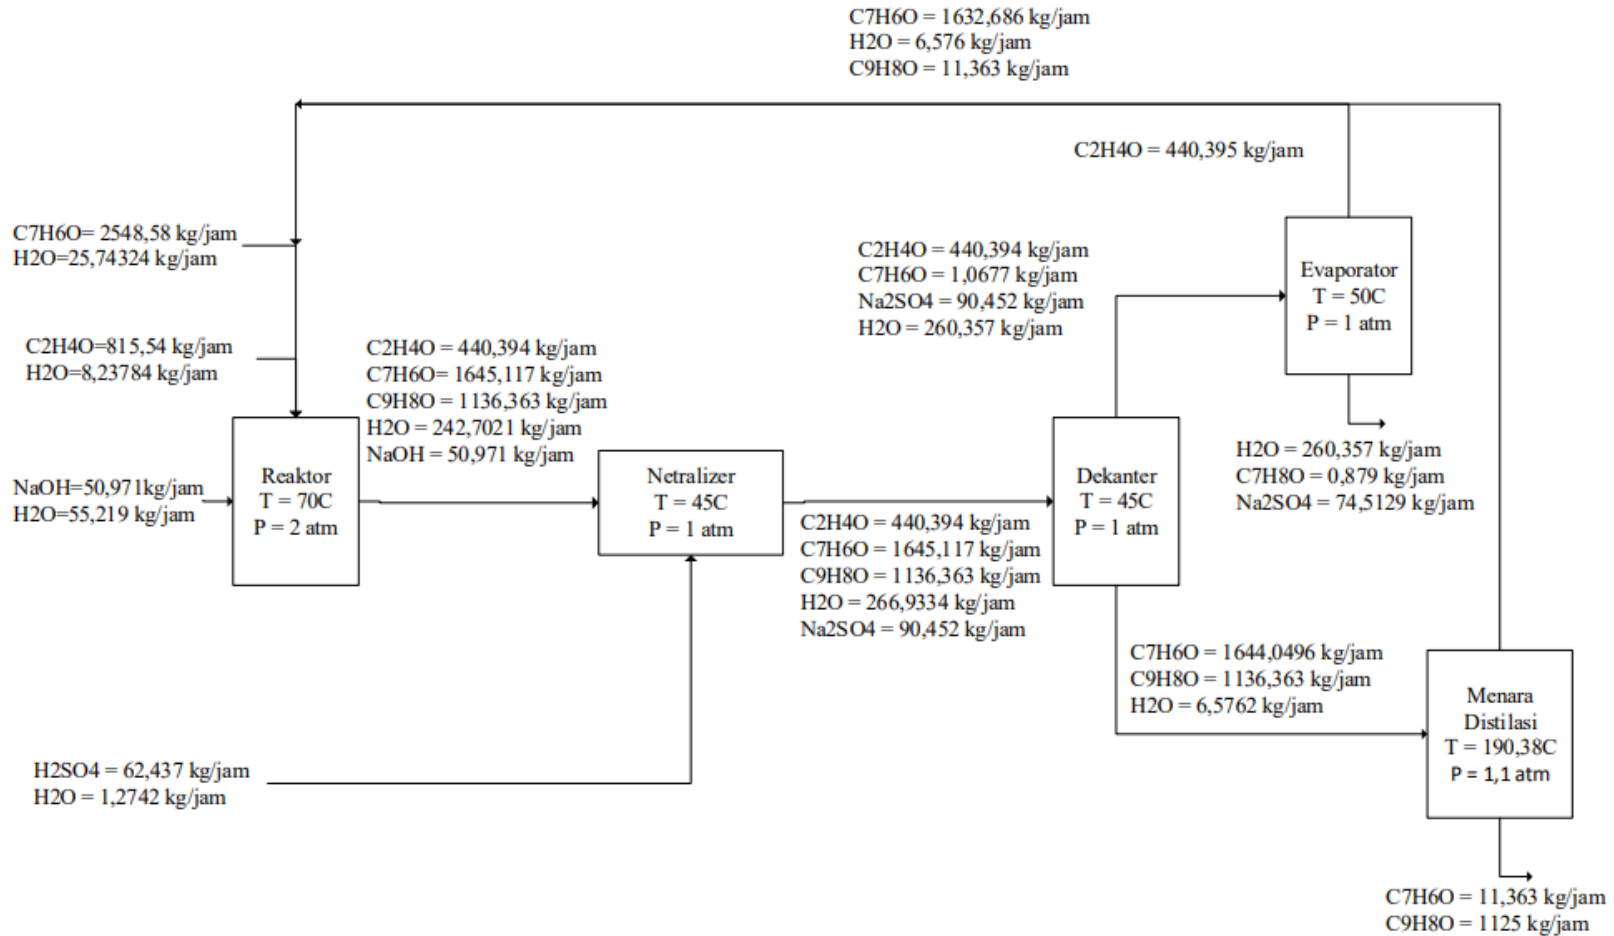 C7H6O = 1632,686 kg/jam
H2O = 6,576 kg/jam
C9H8O = 11,363 kg/jam
C2H4O = 440,395 kg/jam
C7H6O= 2548,58 kg/jam
H2O=25,74324 kg/jam
C2H4O=815,54 kg/jam
H2O=8,23784 kg/jam
NaOH=50,971kg/jam
H2O=55,219 kg/jam
Reaktor
T = 70C
P = 2 atm
C2H4O = 440,394 kg/jam
C7H6O= 1645,117 kg/jam
C9H8O = 1136,363 kg/jam
H2O = 242,7021 kg/jam
NaOH = 50,971 kg/jam
Netralizer
T = 45C
P = 1 atm
H2SO4 = 62,437 kg/jam
H2O = 1,2742 kg/jam
C2H4O = 440,394 kg/jam
C7H6O = 1645,117 kg/jam
C9H8O = 1136,363 kg/jam
H2O = 266,9334 kg/jam
Na2SO4 = 90,452 kg/jam
Dekanter
T = 45C
P = 1 atm
C2H4O = 440,394 kg/jam
C7H6O = 1,0677 kg/jam
Na2SO4 = 90,452 kg/jam
H2O = 260,357 kg/jam
Evaporator
T = 50C
P = 1 atm
H2O = 260,357 kg/jam
C7H8O = 0,879 kg/jam
Na2SO4 = 74,5129 kg/jam
C7H6O = 1644,0496 kg/jam
C9H8O = 1136,363 kg/jam
H2O = 6,5762 kg/jam
Menara
Distilasi
T = 190,38C
P = 1,1 atm
C7H6O = 11,363 kg/jam
C9H8O = 1125 kg/jam